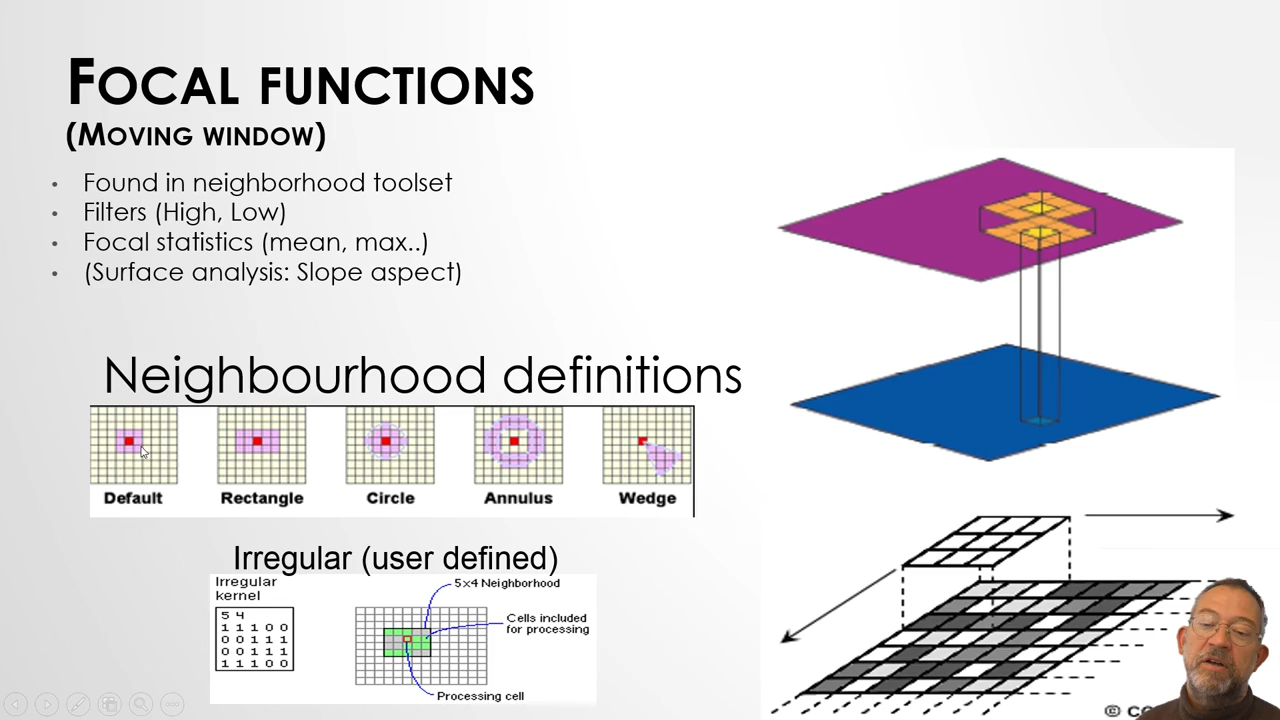 FOCAL FUNCTIONS
(MOVING WINDOW)
• Found in neighborhood toolset
• Filters (High, Low)
• Focal statistics (mean, max..)
• (Surface analysis: Slope aspect)
Neighbourhood definitions
Default Rectangle Circle Annulus Wedge
Irregular (user defined)
Irregular
kernel
5 4
1 1 1 0 0
0 0 1 1 1
0 0 1 1 1
1 1 1 0 0
5x4 Neighborhood
Cells included
for processing
Processing cell
©